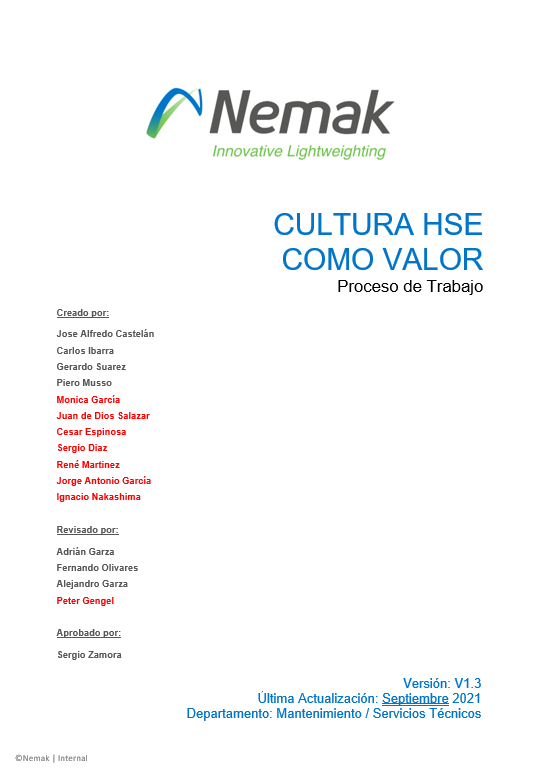 Nemak
Innovative Lightweighting
CULTURA HSE
COMO VALOR
Proceso de Trabajo
Creado por:
Jose Alfredo Castelán
Carlos Ibarra
Gerardo Suarez
Piero Musso
Monica García
Juan de Dios Salazar
Cesar Espinosa
Sergio Diaz
René Martinez
Jorge Antonio García
Ignacio Nakashima
Revisado por:
Adrián Garza
Fernando Olivares
Alejandro Garza
Peter Gengel
Aprobado por:
Sergio Zamora
Versión: V1.3
Última Actualización: Septiembre 2021
Departamento: Mantenimiento / Servicios Técnicos
©Nemak | Internal